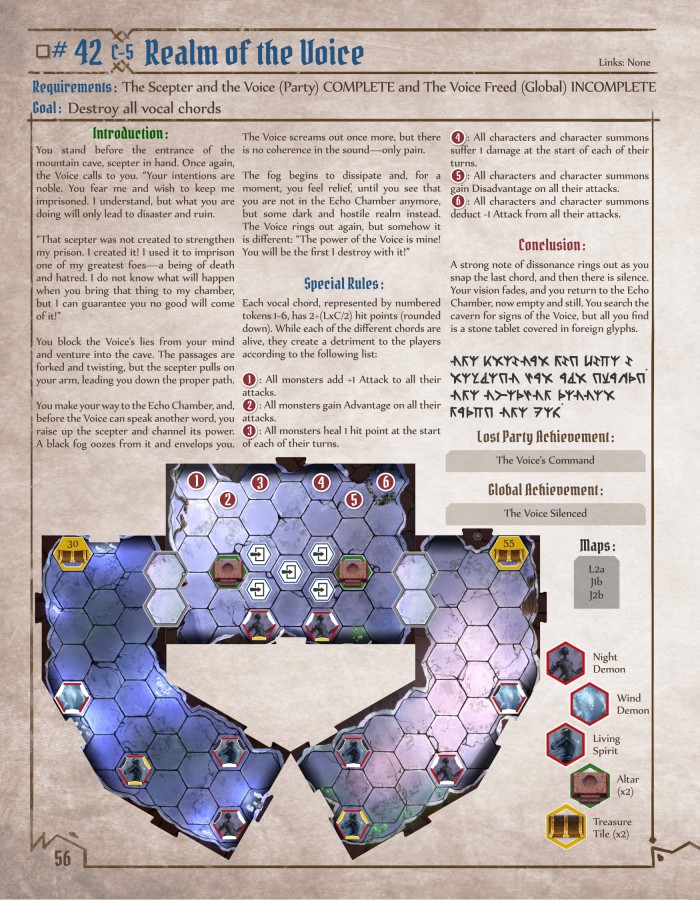 # 42 C-5 Realm of the Voice
Links: None
Requirements: The Scepter and the Voice (Party) COMPLETE and The Voice Freed (Global) INCOMPLETE
Goal: Destroy all vocal chords
Introduction:
You stand before the entrance of the
mountain cave, scepter in hand. Once again,
the Voice calls to you. “Your intentions are
noble. You fear me and wish to keep me
imprisoned. I understand, but what you are
doing will only lead to disaster and ruin.
“That scepter was not created to strengthen
my prison. I created it! I used it to imprison
one of my greatest foes—a being of death
and hatred. I do not know what will happen
when you bring that thing to my chamber,
but I can guarantee you no good will come
of it!”
You block the Voice's lies from your mind
and venture into the cave. The passages are
forked and twisting, but the scepter pulls on
your arm, leading you down the proper path.
You make your way to the Echo Chamber, and,
before the Voice can speak another word, you
raise up the scepter and channel its power.
A black fog oozes from it and envelops you.
The Voice screams out once more, but there
is no coherence in the sound—only pain.
The fog begins to dissipate and, for a
moment, you feel relief, until you see that
you are not in the Echo Chamber anymore,
but some dark and hostile realm instead.
The Voice rings out again, but somehow it
is different: “The power of the Voice is mine!
You will be the first I destroy with it!”
Special Rules:
Each vocal chord, represented by numbered
tokens 1-6, has 2+(LxC/2) hit points (rounded
down). While each of the different chords are
alive, they create a detriment to the players
according to the following list:
1: All monsters add +1 Attack to all their
attacks.
2: All monsters gain Advantage on all their
attacks.
3: All monsters heal 1 hit point at the start
of each of their turns.
4: All characters and character summons
suffer 1 damage at the start of each of their
turns.
5: All characters and character summons
gain Disadvantage on all their attacks.
6: All characters and character summons
deduct -1 Attack from all their attacks.
Conclusion:
A strong note of dissonance rings out as you
snap the last chord, and then there is silence.
Your vision fades, and you return to the Echo
Chamber, now empty and still. You search the
cavern for signs of the Voice, but all you find
is a stone tablet covered in foreign glyphs.
Lost Party Achievement:
The Voice's Command
Global Achievement:
The Voice Silenced
Maps:
L2a
J1b
J2b
1
2
3
4
5
6
30
55
Night
Demon
Wind
Demon
Living
Spirit
Altar
(x2)
Treasure
Tile (x2)
56